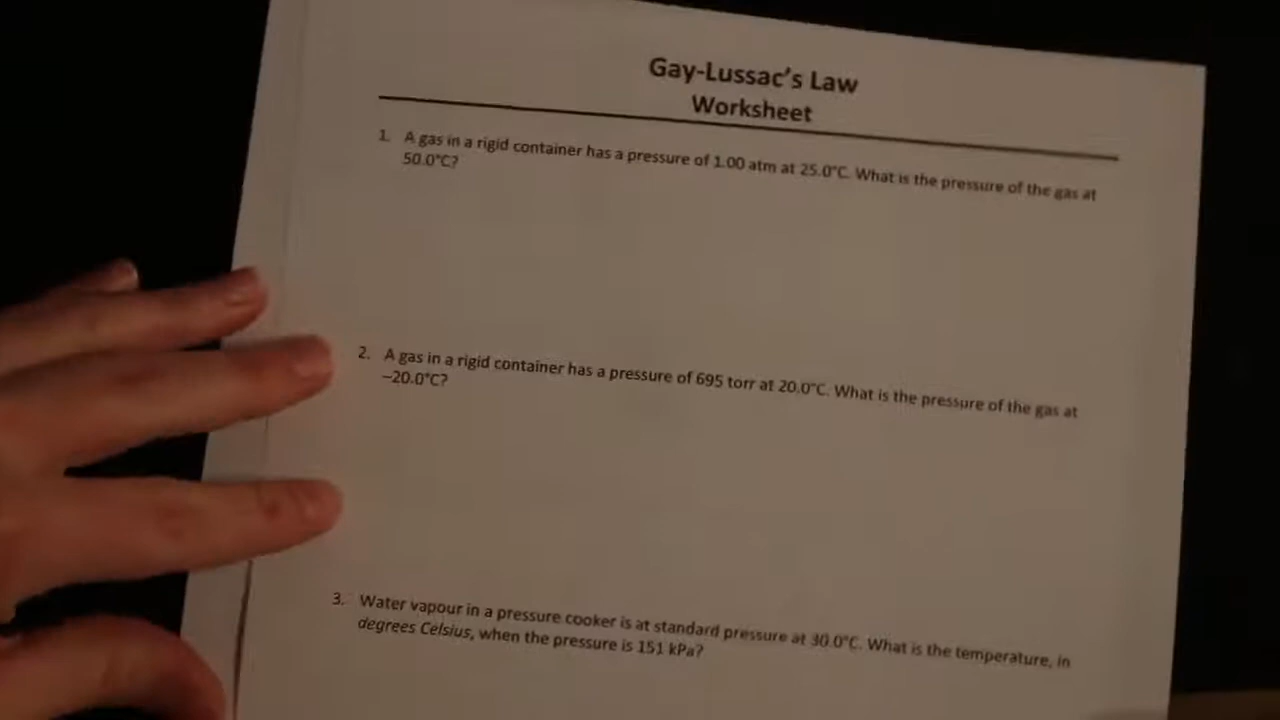 Gay-Lussac's Law
Worksheet
1. A gas in a rigid container has a pressure of 1.00 atm at 25.0°C. What is the pressure of the gas at
50.0°C?
2. A gas in a rigid container has a pressure of 695 torr at 20.0°C. What is the pressure of the gas at
–20.0°C?
3. Water vapour in a pressure cooker is at standard pressure at 30.0°C. What is the temperature, in
degrees Celsius, when the pressure is 151 kPa?